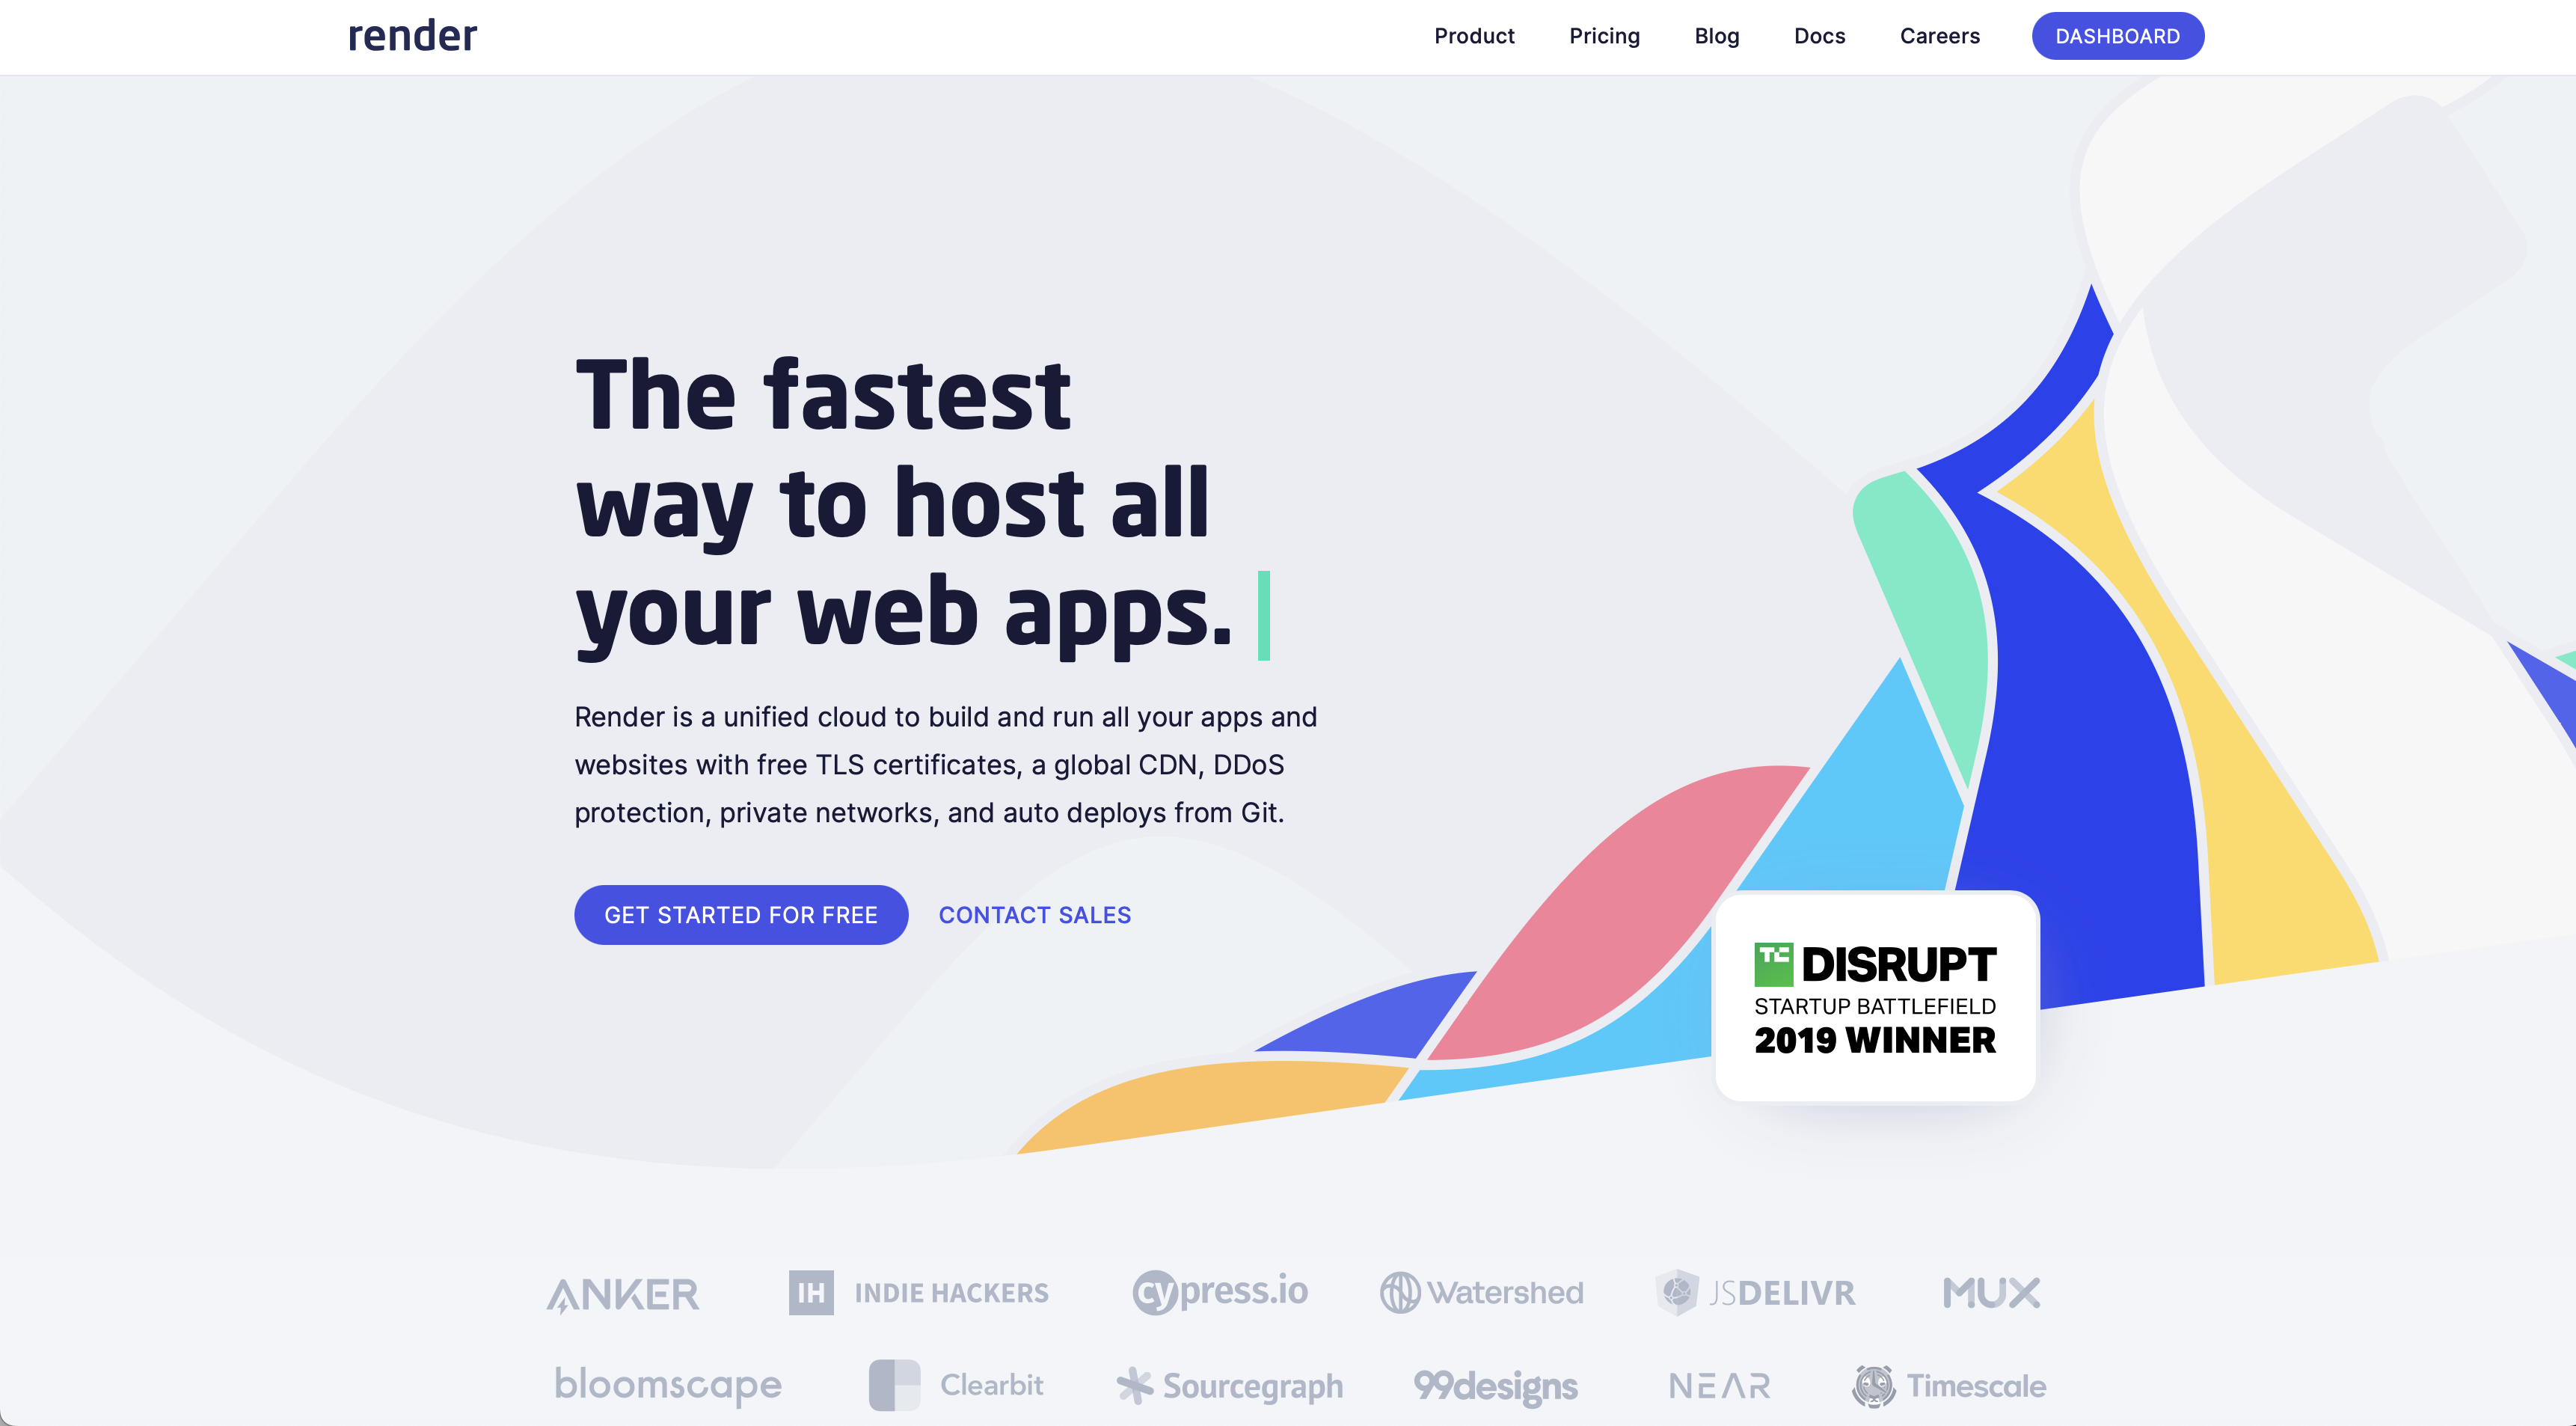 render
Product Pricing Blog Docs Careers DASHBOARD
The fastest
way to host all
your web apps.
Render is a unified cloud to build and run all your apps and
websites with free TLS certificates, a global CDN, DDoS
protection, private networks, and auto deploys from Git.
GET STARTED FOR FREE CONTACT SALES
TC DISRUPT
STARTUP BATTLEFIELD
2019 WINNER
ANKER IH INDIE HACKERS cypress.io Watershed JSDELIVR MUX
bloomscape Clearbit Sourcegraph 99designs NEAR Timescale